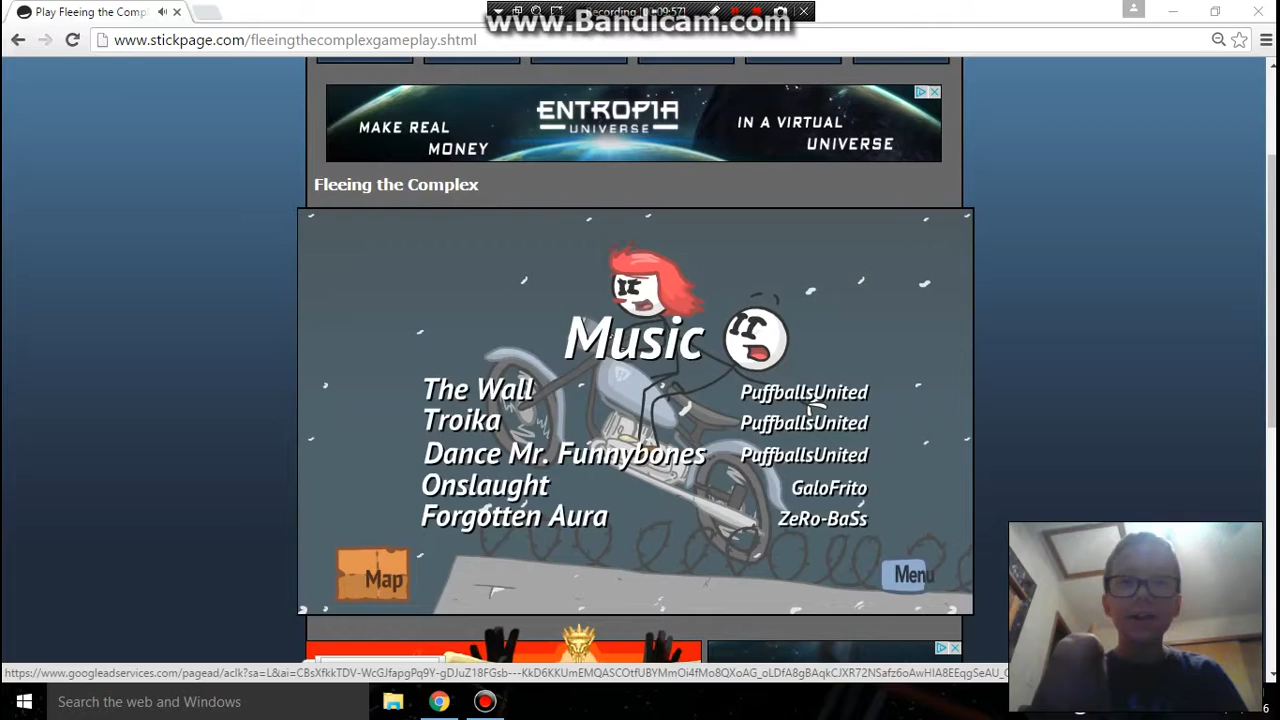 Play Fleeing the Comp
www.Bandicam.com
www.stickpage.com/fleeingthecomplexgameplay.shtml
MAKE REAL MONEY
ENTROPIA UNIVERSE
IN A VIRTUAL UNIVERSE
Fleeing the Complex
Music
The Wall PuffballsUnited
Troika PuffballsUnited
Dance Mr. Funnybones PuffballsUnited
Onslaught GaloFrito
Forgotten Aura ZeRo-BaSs
Map
Menu
Search the web and Windows